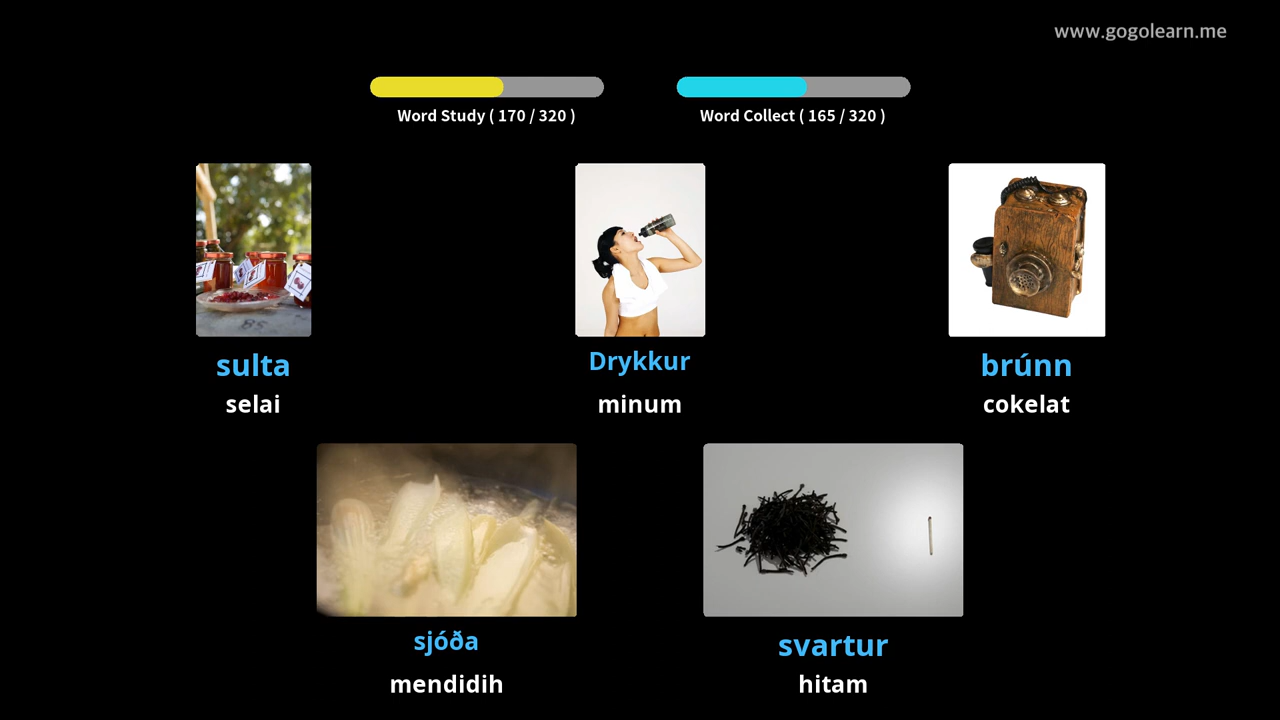 www.gogolearn.me
Word Study ( 170 / 320 )
Word Collect ( 165 / 320 )
sulta
selai
Drykkur
minum
brúnn
cokelat
sjóða
mendidih
svartur
hitam